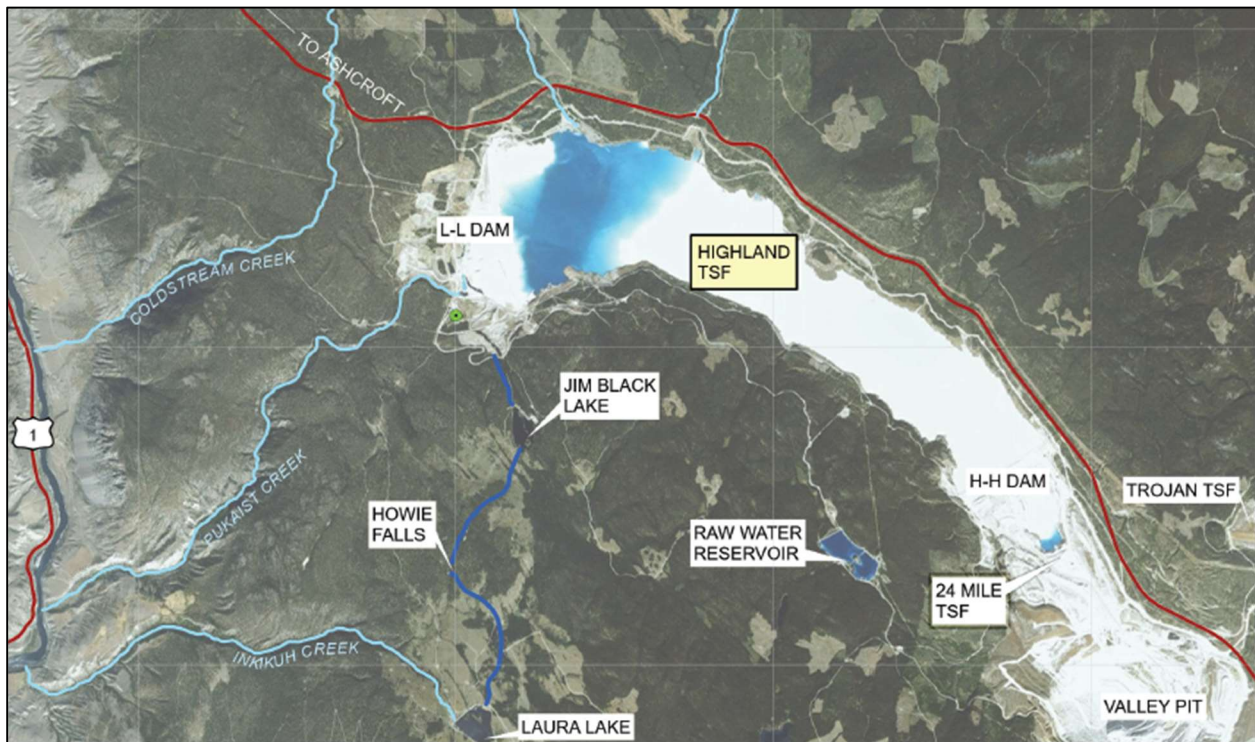 TO ASHCROFT
L-L DAM
HIGHLAND
TSF
COLDSTREAM CREEK
JIM BLACK
LAKE
1
PUKAIST CREEK
HOWIE
FALLS
H-H DAM
TROJAN TSF
RAW WATER
RESERVOIR
24 MILE
TSF
INKIKUH CREEK
VALLEY PIT
LAURA LAKE